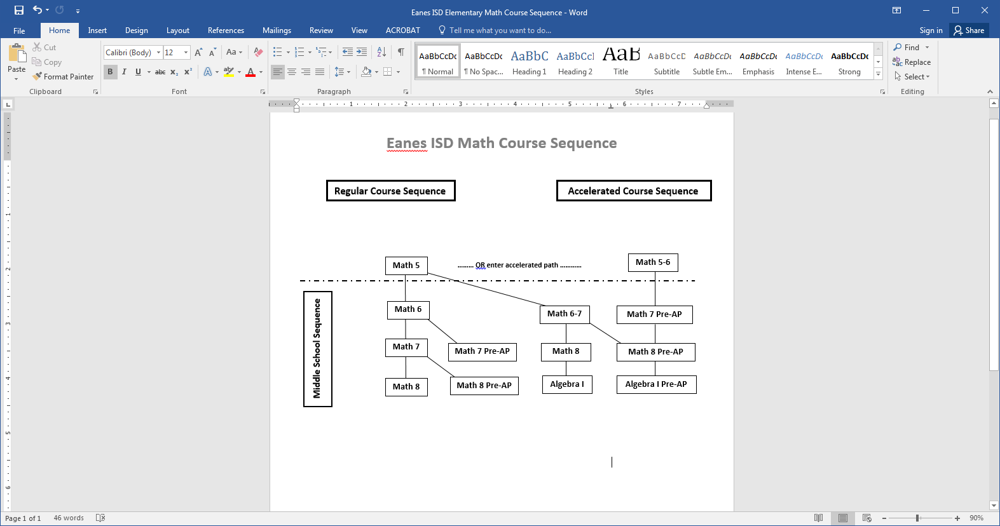 Eanes ISD Elementary Math Course Sequence - Word
File Home Insert Design Layout References Mailings Review View ACROBAT Tell me what you want to do... Sign in Share
Paste
Cut
Copy
Format Painter
Clipboard
Calibri (Body) 12
Font
Paragraph
AaBbCcDc AaBbCcDc AaBbC AaBbCcI AaB AaBbCcD AaBbCcDc AaBbCcDc AaBbCcDc AaBbCcDc
¶ Normal ¶ No Spac... Heading 1 Heading 2 Title Subtitle Subtle Em... Emphasis Intense E... Strong
Styles
Find
Replace
Select
Editing
1 2 3 4 5 6 7
1
2
3
4
5
6
Eanes ISD Math Course Sequence
Regular Course Sequence Accelerated Course Sequence
Math 5 ......... OR enter accelerated path ............ Math 5-6
Middle School Sequence
Math 6 Math 6-7 Math 7 Pre-AP
Math 7 Math 7 Pre-AP Math 8 Math 8 Pre-AP
Math 8 Math 8 Pre-AP Algebra I Algebra I Pre-AP
Page 1 of 1 46 words 90%